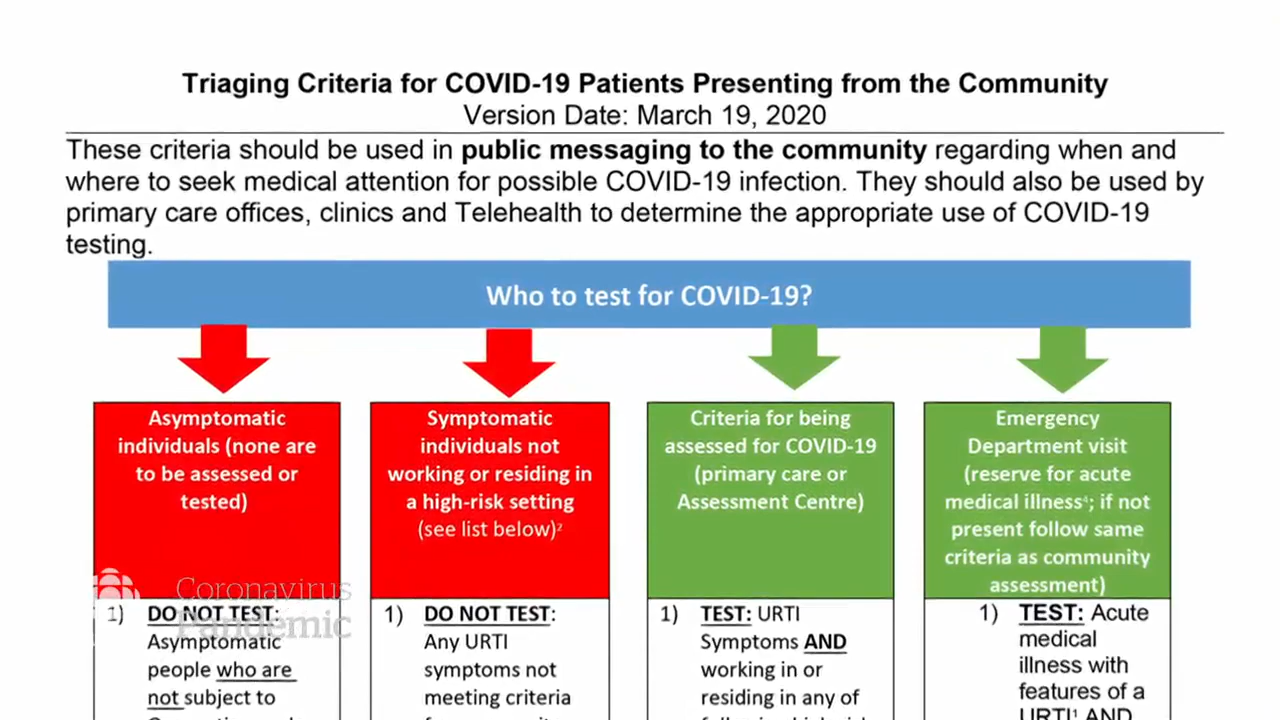 Triaging Criteria for COVID-19 Patients Presenting from the Community
Version Date: March 19, 2020
These criteria should be used in public messaging to the community regarding when and
where to seek medical attention for possible COVID-19 infection. They should also be used by
primary care offices, clinics and Telehealth to determine the appropriate use of COVID-19
testing.
Who to test for COVID-19?
Asymptomatic
individuals (none are
to be assessed or
tested)
1) DO NOT TEST:
Asymptomatic
people who are
not subject to
Symptomatic
individuals not
working or residing in
a high-risk setting
(see list below)²
1) DO NOT TEST:
Any URTI
symptoms not
meeting criteria
Criteria for being
assessed for COVID-19
(primary care or
Assessment Centre)
1) TEST: URTI
Symptoms AND
working in or
residing in any of
Emergency
Department visit
(reserve for acute
medical illness⁴; if not
present follow same
criteria as community
assessment)
1) TEST: Acute
medical
illness with
features of a
URTI¹ AND
Coronavirus
Pandemic